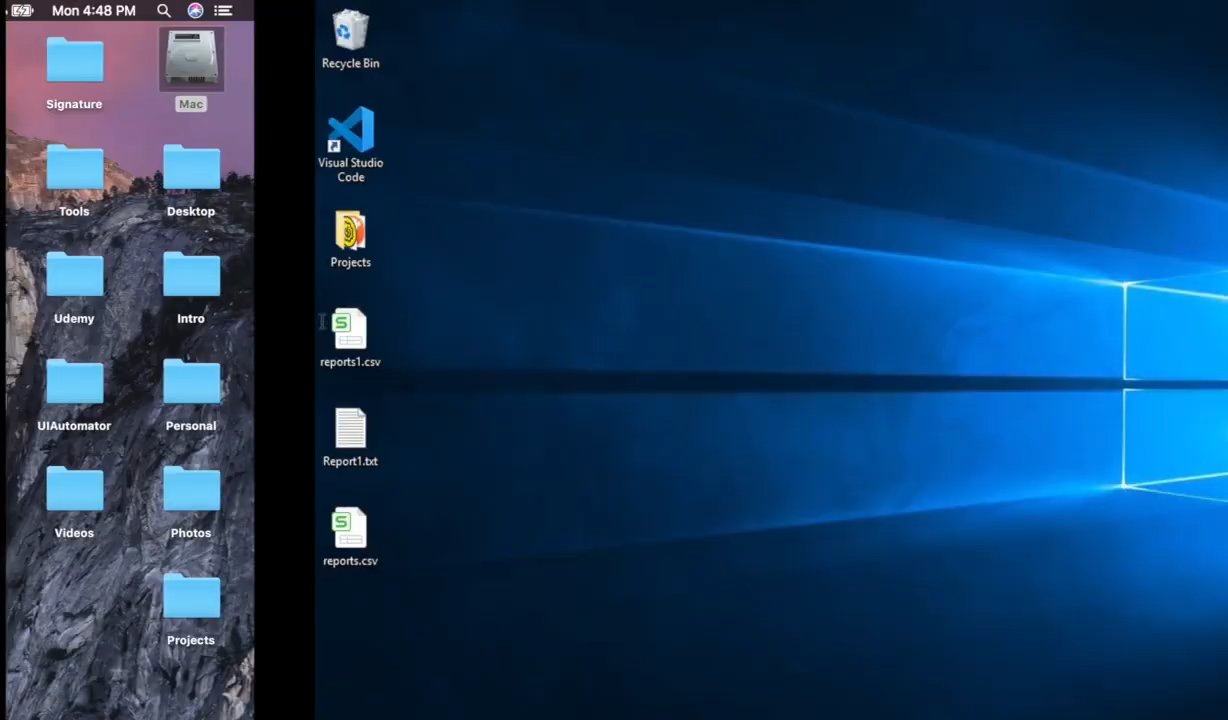 Mon 4:48 PM
Signature
Mac
Tools
Desktop
Udemy
Intro
UIAutomator
Personal
Videos
Photos
Projects
Recycle Bin
Visual Studio
Code
Projects
reports1.csv
Report1.txt
reports.csv